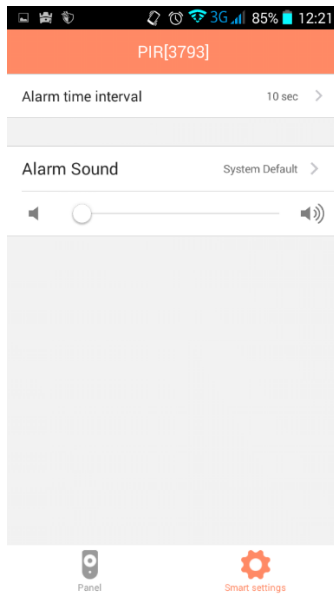 3G 85% 12:21
PIR[3793]
Alarm time interval 10 sec
Alarm Sound System Default
Panel Smart settings